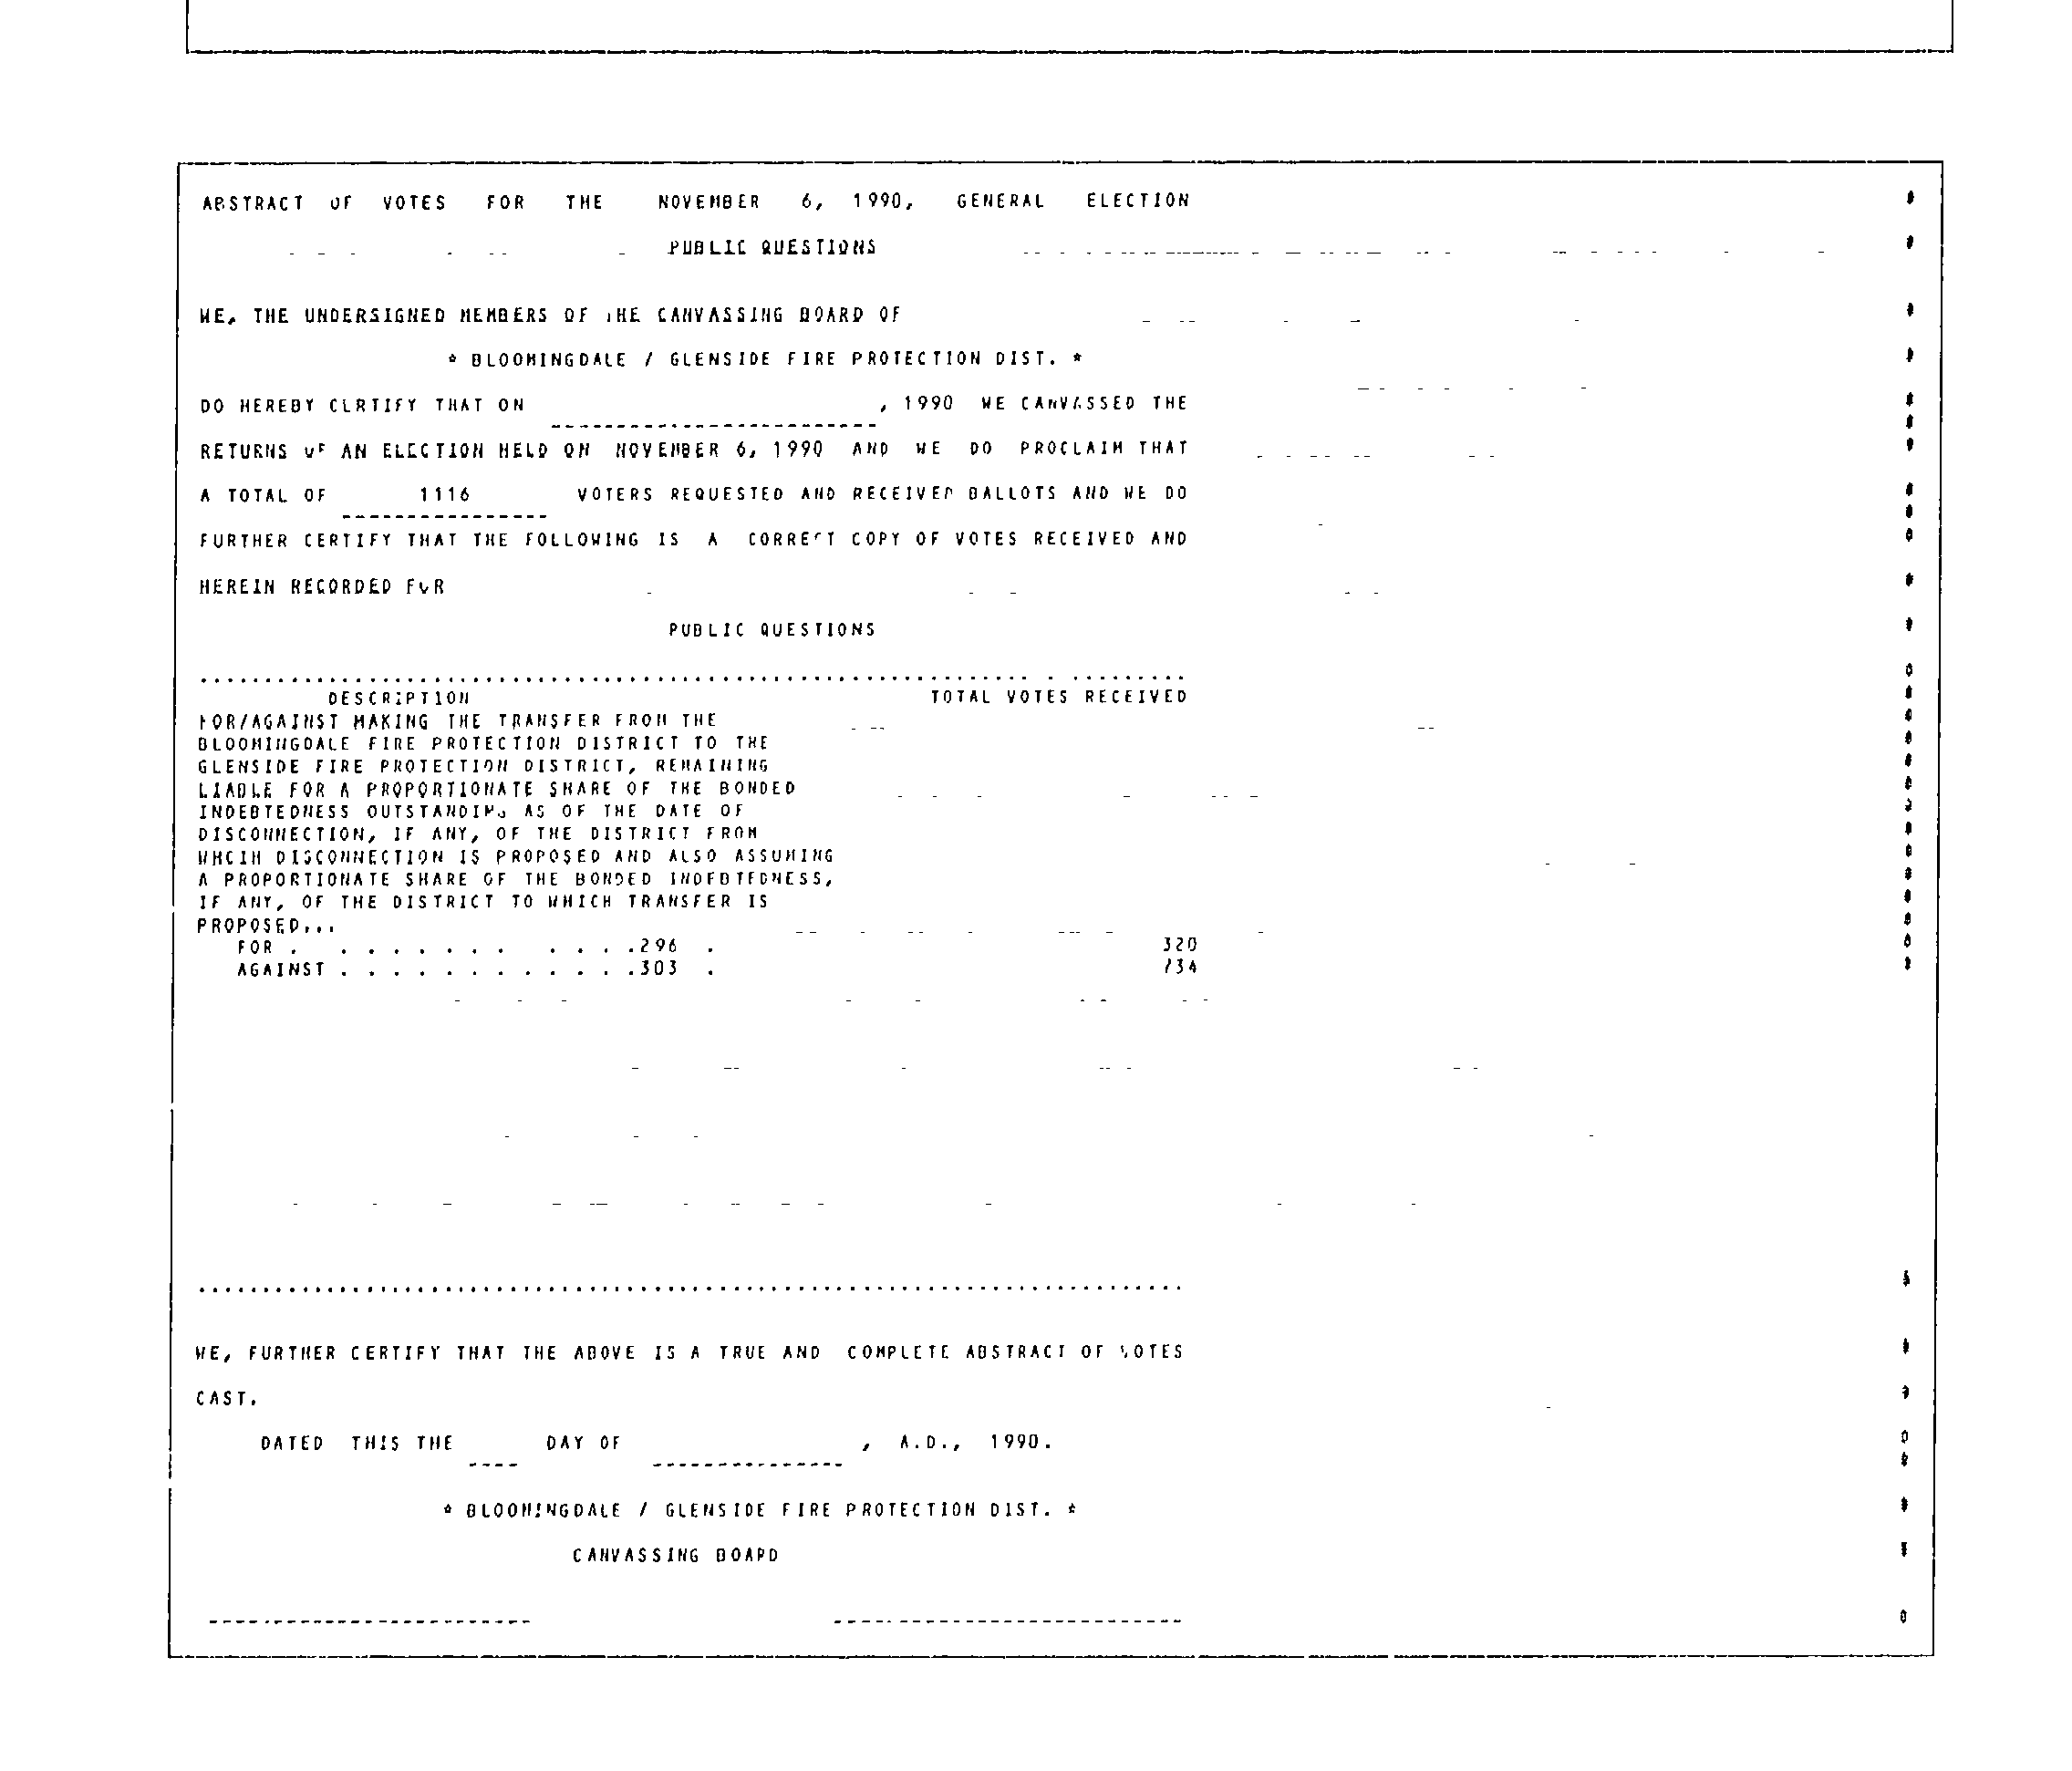 ABSTRACT OF VOTES FOR THE NOVEMBER 6, 1990, GENERAL ELECTION
PUBLIC QUESTIONS
WE, THE UNDERSIGNED MEMBERS OF THE CANVASSING BOARD OF
* BLOOMINGDALE / GLENSIDE FIRE PROTECTION DIST. *
DO HEREBY CERTIFY THAT ON , 1990 WE CANVASSED THE
RETURNS OF AN ELECTION HELD ON NOVEMBER 6, 1990 AND WE DO PROCLAIM THAT
A TOTAL OF 1116 VOTERS REQUESTED AND RECEIVED BALLOTS AND WE DO
FURTHER CERTIFY THAT THE FOLLOWING IS A CORRECT COPY OF VOTES RECEIVED AND
HEREIN RECORDED FOR
PUBLIC QUESTIONS
DESCRIPTION TOTAL VOTES RECEIVED
FOR/AGAINST MAKING THE TRANSFER FROM THE
BLOOMINGDALE FIRE PROTECTION DISTRICT TO THE
GLENSIDE FIRE PROTECTION DISTRICT, REMAINING
LIABLE FOR A PROPORTIONATE SHARE OF THE BONDED
INDEBTEDNESS OUTSTANDING AS OF THE DATE OF
DISCONNECTION, IF ANY, OF THE DISTRICT FROM
WHCIH DISCONNECTION IS PROPOSED AND ALSO ASSUMING
A PROPORTIONATE SHARE OF THE BONDED INDEBTEDNESS,
IF ANY, OF THE DISTRICT TO WHICH TRANSFER IS
PROPOSED...
FOR . . . . . . . . . . . . .296 . 320
AGAINST . . . . . . . . . . . .303 . 734
WE, FURTHER CERTIFY THAT THE ABOVE IS A TRUE AND COMPLETE ABSTRACT OF VOTES
CAST.
DATED THIS THE DAY OF , A.D., 1990.
* BLOOMINGDALE / GLENSIDE FIRE PROTECTION DIST. *
CANVASSING BOARD